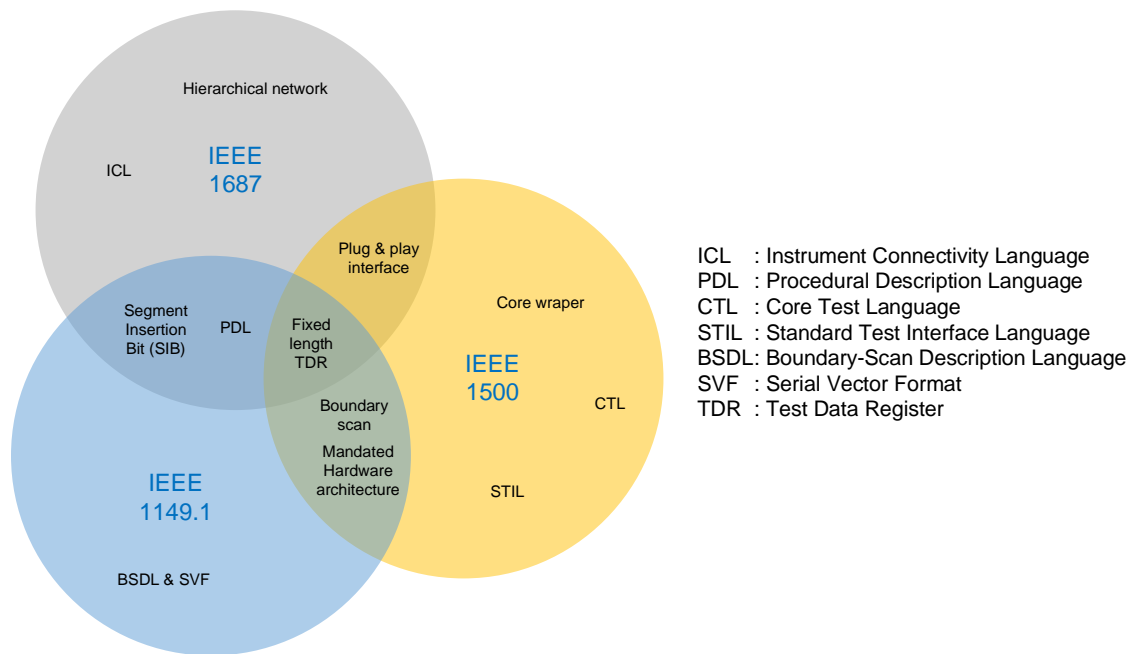 Hierarchical network
ICL
IEEE
1687
Plug & play
interface
Segment
Insertion
Bit (SIB)
PDL
Fixed
length
TDR
Core wraper
IEEE
1500
CTL
Boundary
scan
Mandated
Hardware
architecture
STIL
IEEE
1149.1
BSDL & SVF
ICL : Instrument Connectivity Language
PDL : Procedural Description Language
CTL : Core Test Language
STIL : Standard Test Interface Language
BSDL: Boundary-Scan Description Language
SVF : Serial Vector Format
TDR : Test Data Register